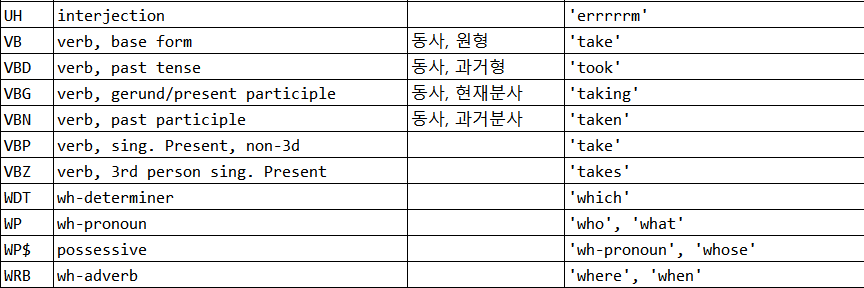 UH interjection 'errrrrm'
VB verb, base form 동사, 원형 'take'
VBD verb, past tense 동사, 과거형 'took'
VBG verb, gerund/present participle 동사, 현재분사 'taking'
VBN verb, past participle 동사, 과거분사 'taken'
VBP verb, sing. Present, non-3d 'take'
VBZ verb, 3rd person sing. Present 'takes'
WDT wh-determiner 'which'
WP wh-pronoun 'who', 'what'
WP$ possessive 'wh-pronoun', 'whose'
WRB wh-adverb 'where', 'when'